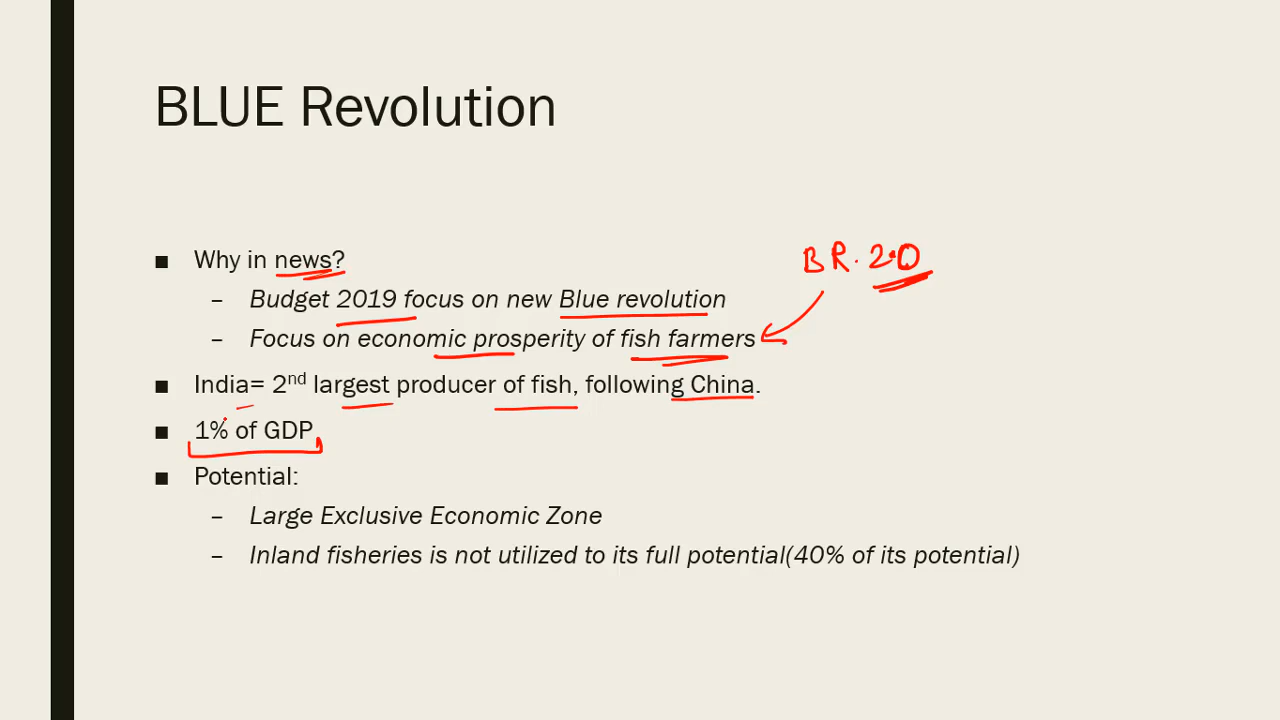 BLUE Revolution
■ Why in news?
B R. 2.0
– Budget 2019 focus on new Blue revolution
– Focus on economic prosperity of fish farmers
■ India= 2nd largest producer of fish, following China.
■ 1% of GDP
■ Potential:
– Large Exclusive Economic Zone
– Inland fisheries is not utilized to its full potential(40% of its potential)